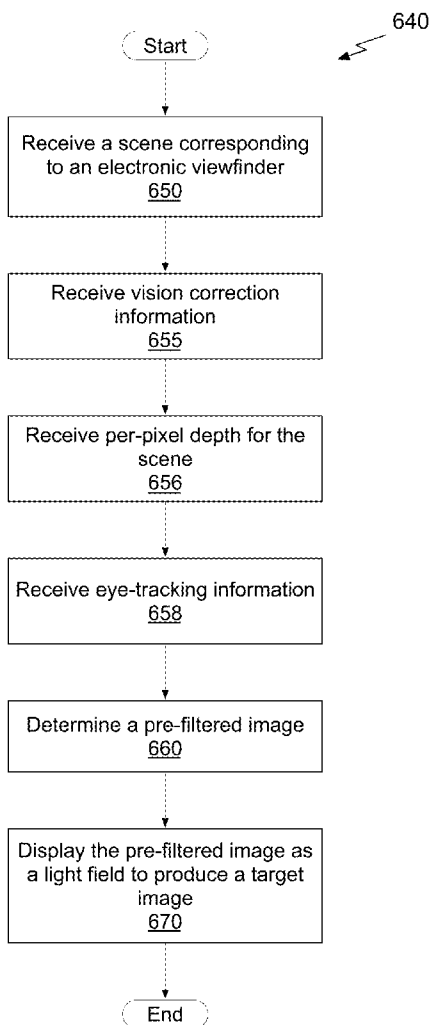 640
Start
Receive a scene corresponding
to an electronic viewfinder
650
Receive vision correction
information
655
Receive per-pixel depth for the
scene
656
Receive eye-tracking information
658
Determine a pre-filtered image
660
Display the pre-filtered image as
a light field to produce a target
image
670
End